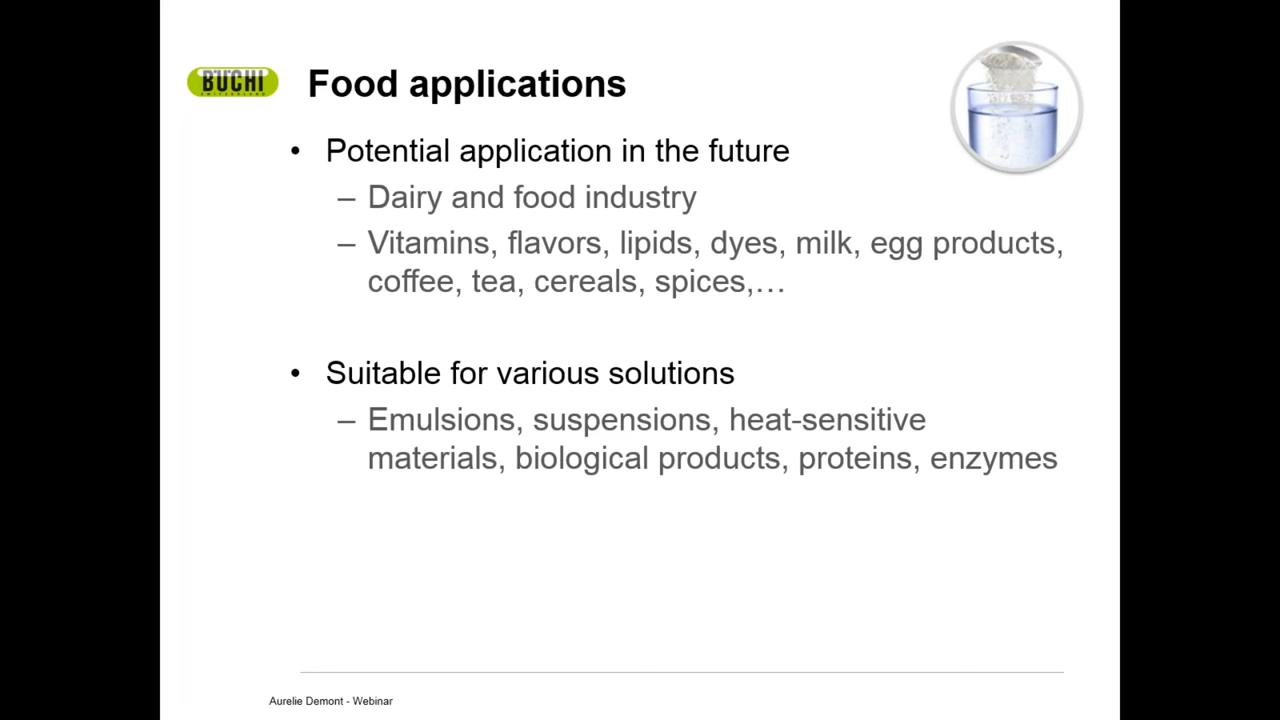 BUCHI
SWITZERLAND
Food applications
• Potential application in the future
– Dairy and food industry
– Vitamins, flavors, lipids, dyes, milk, egg products,
coffee, tea, cereals, spices,…
• Suitable for various solutions
– Emulsions, suspensions, heat-sensitive
materials, biological products, proteins, enzymes
Aurelie Demont - Webinar